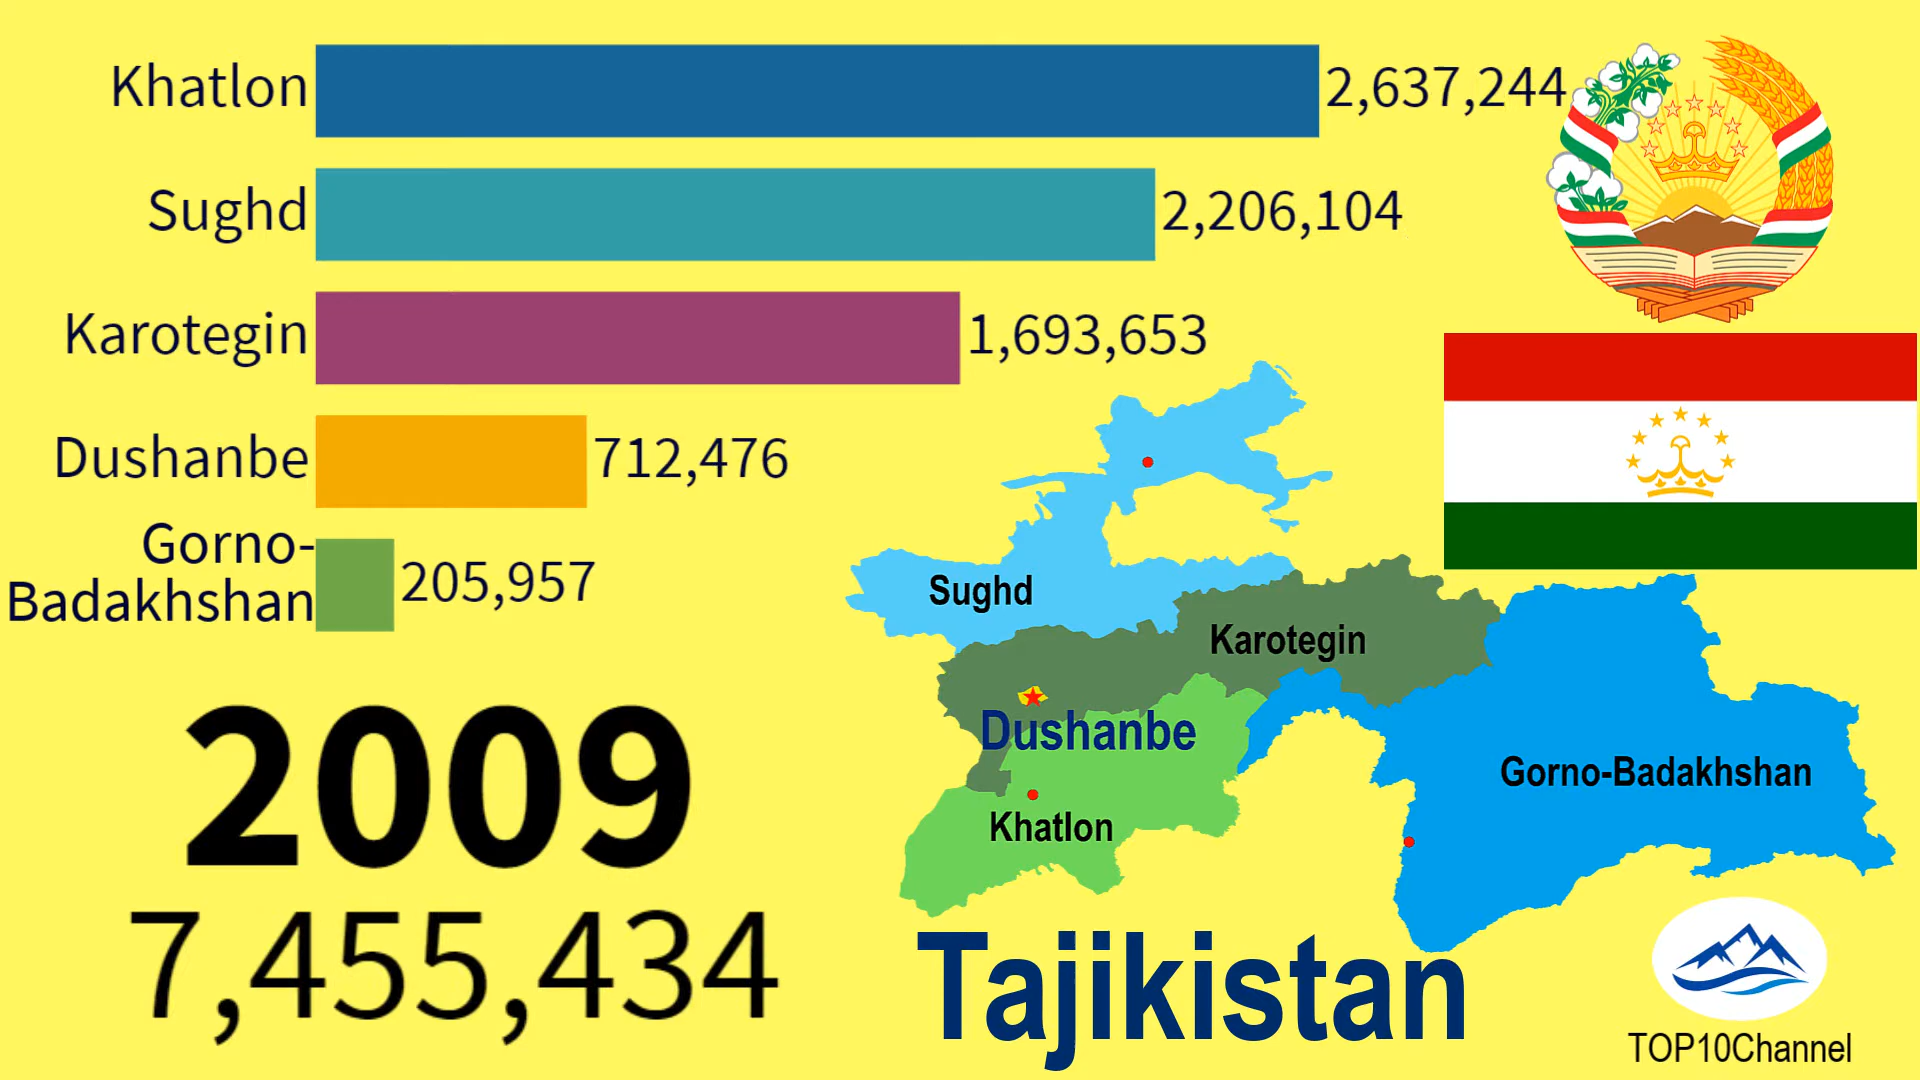 Khatlon 2,637,244
Sughd 2,206,104
Karotegin 1,693,653
Dushanbe 712,476
Gorno-
Badakhshan 205,957
2009
7,455,434
Sughd
Karotegin
Dushanbe
Gorno-Badakhshan
Khatlon
Tajikistan
TOP10Channel